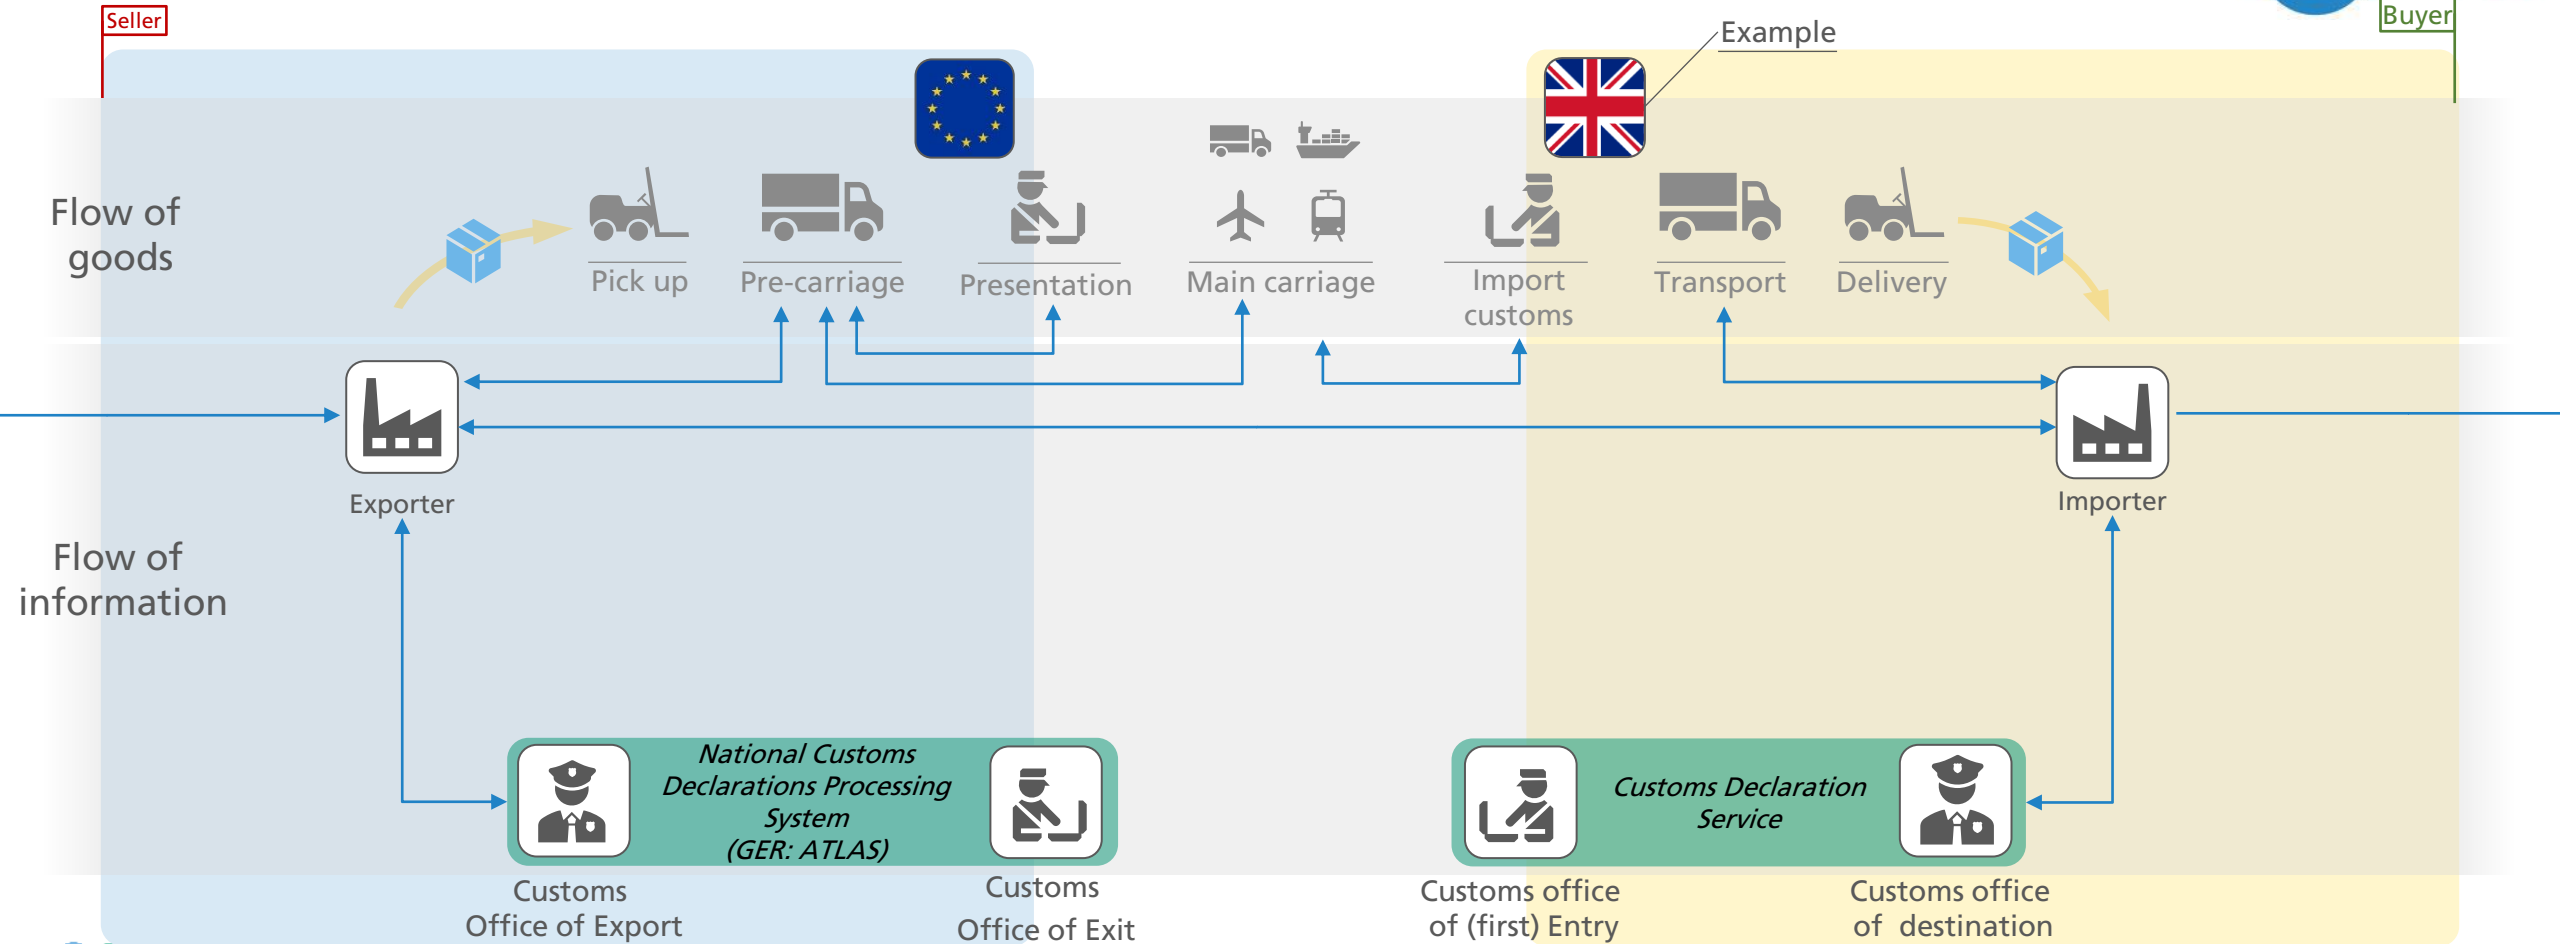 Seller
Buyer
Example
Flow of
goods
Pick up
Pre-carriage
Presentation
Main carriage
Import
customs
Transport
Delivery
Exporter
Importer
Flow of
information
National Customs
Declarations Processing
System
(GER: ATLAS)
Customs Declaration
Service
Customs
Office of Export
Customs
Office of Exit
Customs office
of (first) Entry
Customs office
of destination